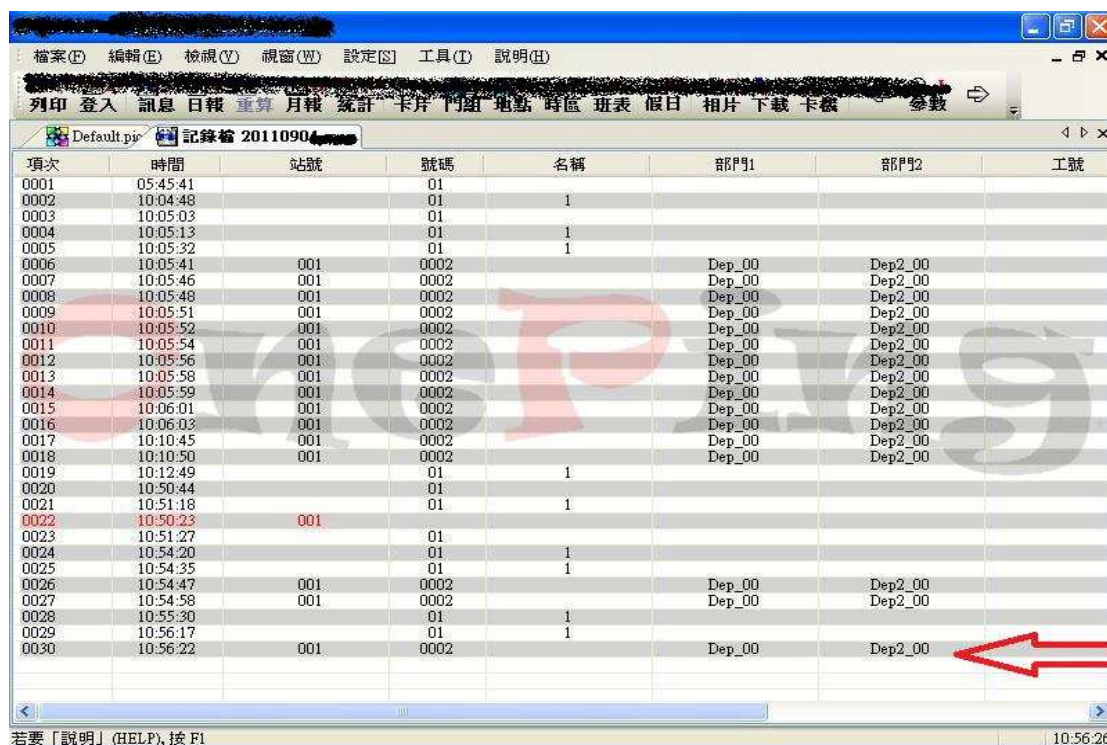 檔案(F) 編輯(E) 檢視(V) 視窗(W) 設定[S] 工具(T) 說明(H)
列印 登入 訊息 日報 重算 月報 統計 卡片 門組 地點 時區 班表 假日 相片 下載 卡機 參數
Default.pic 記錄檔 20110904
項次 時間 站號 號碼 名稱 部門1 部門2 工號
0001 05:45:41 01
0002 10:04:48 01 1
0003 10:05:03 01
0004 10:05:13 01 1
0005 10:05:32 01 1
0006 10:05:41 001 0002 Dep_00 Dep2_00
0007 10:05:46 001 0002 Dep_00 Dep2_00
0008 10:05:48 001 0002 Dep_00 Dep2_00
0009 10:05:51 001 0002 Dep_00 Dep2_00
0010 10:05:52 001 0002 Dep_00 Dep2_00
0011 10:05:54 001 0002 Dep_00 Dep2_00
0012 10:05:56 001 0002 Dep_00 Dep2_00
0013 10:05:58 001 0002 Dep_00 Dep2_00
0014 10:05:59 001 0002 Dep_00 Dep2_00
0015 10:06:01 001 0002 Dep_00 Dep2_00
0016 10:06:03 001 0002 Dep_00 Dep2_00
0017 10:10:45 001 0002 Dep_00 Dep2_00
0018 10:10:50 001 0002 Dep_00 Dep2_00
0019 10:12:49 01 1
0020 10:50:44 01
0021 10:51:18 01 1
0022 10:50:23 001
0023 10:51:27 01
0024 10:54:20 01 1
0025 10:54:35 01 1
0026 10:54:47 001 0002 Dep_00 Dep2_00
0027 10:54:58 001 0002 Dep_00 Dep2_00
0028 10:55:30 01 1
0029 10:56:17 01 1
0030 10:56:22 001 0002 Dep_00 Dep2_00
OnePing
若要「說明」(HELP), 按 F1 10:56:26